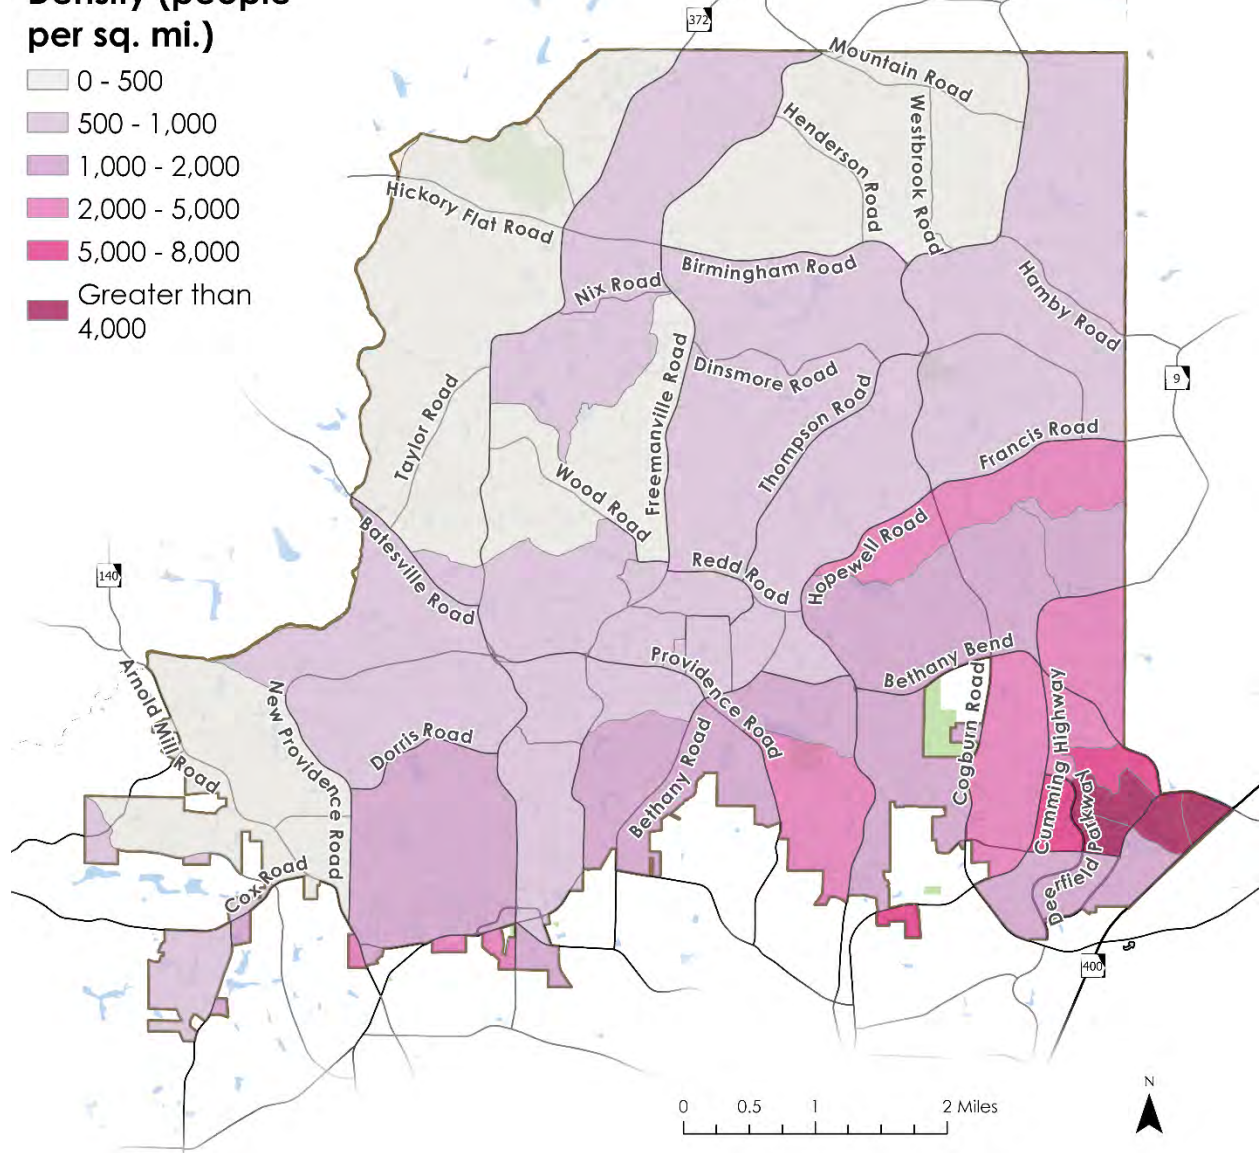 Density (people
per sq. mi.)
0 - 500
500 - 1,000
1,000 - 2,000
2,000 - 5,000
5,000 - 8,000
Greater than
4,000
372
Mountain Road
Henderson Road
Westbrook Road
Hickory Flat Road
Birmingham Road
Nix Road
Hamby Road
Dinsmore Road
9
Taylor Road
Freemanville Road
Thompson Road
Francis Road
Wood Road
Batesville Road
Hopewell Road
Redd Road
140
Arnold Mill Road
New Providence Road
Providence Road
Bethany Bend
Dorris Road
Bethany Road
Cogburn Road
Cumming Highway
Deerfield Parkway
Cox Road
400
N
0 0.5 1 2 Miles